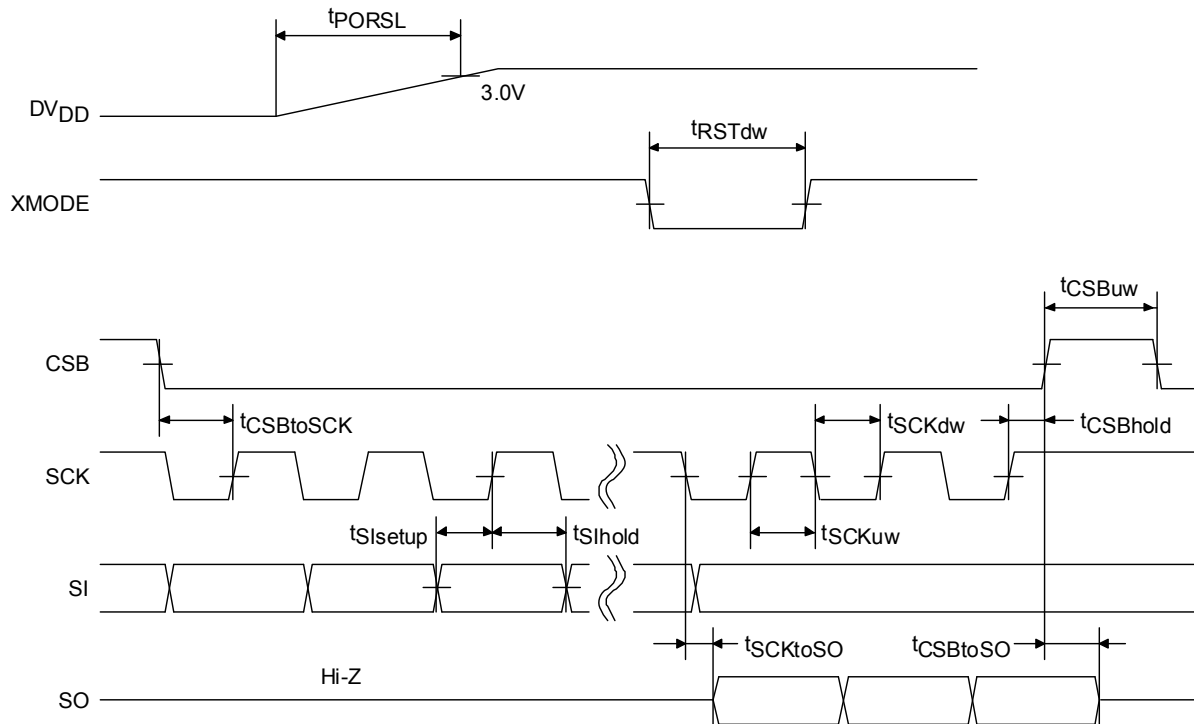 tPORSL
3.0V
DVDD
tRSTdw
XMODE
tCSBuw
CSB
tCSBtoSCK
tSCKdw
tCSBhold
SCK
tSIsetup
tSIhold
tSCKuw
SI
tSCKtoSO
tCSBtoSO
Hi-Z
SO